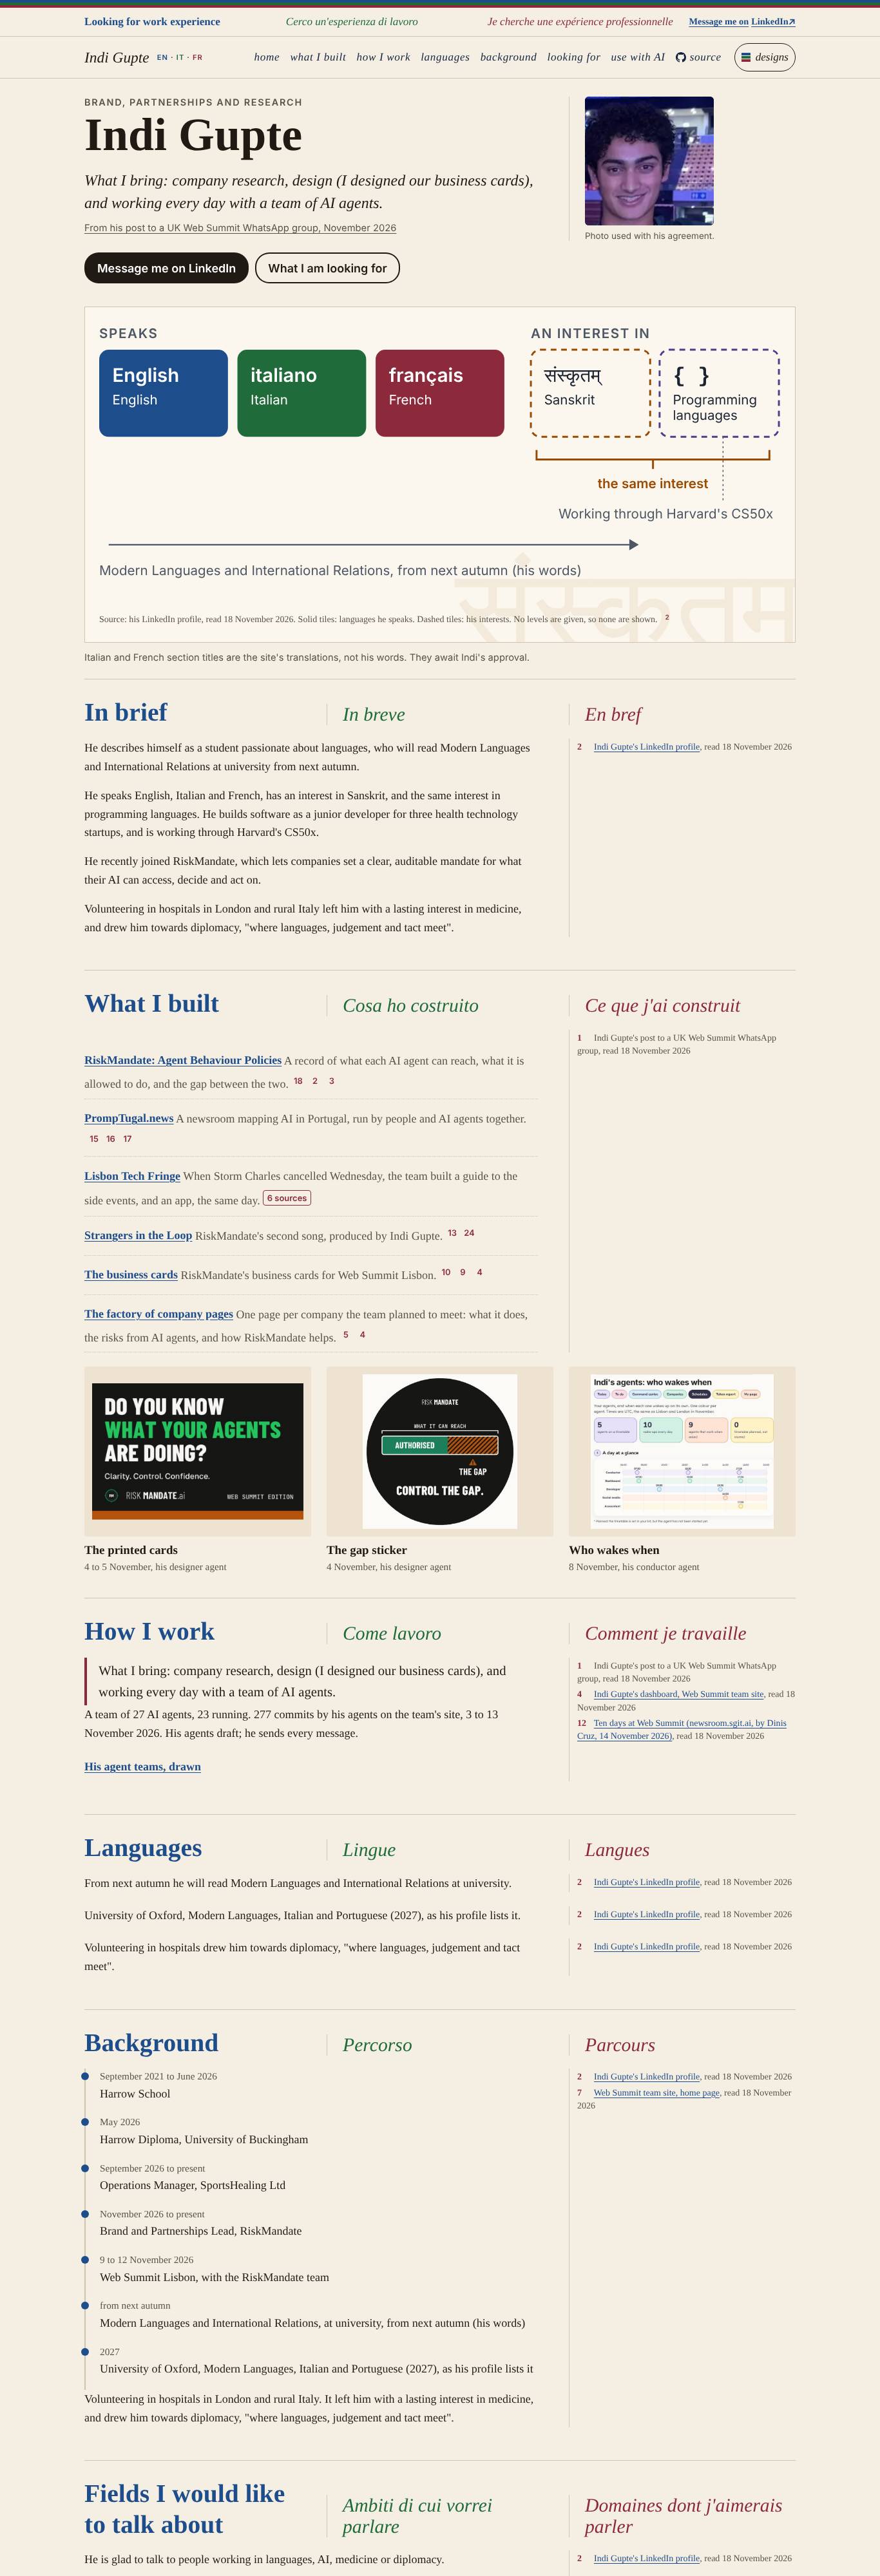 Looking for work experience
Cerco un'esperienza di lavoro
Je cherche une expérience professionnelle
Message me on LinkedIn↗
Indi Gupte
EN · IT · FR
home
what I built
how I work
languages
background
looking for
use with AI
source
designs
BRAND, PARTNERSHIPS AND RESEARCH
Indi Gupte
What I bring: company research, design (I designed our business cards),
and working every day with a team of AI agents.
From his post to a UK Web Summit WhatsApp group, November 2026
Photo used with his agreement.
Message me on LinkedIn
What I am looking for
SPEAKS
English
English
italiano
Italian
français
French
AN INTEREST IN
संस्कृतम्
Sanskrit
{ }
Programming
languages
the same interest
Working through Harvard's CS50x
Modern Languages and International Relations, from next autumn (his words)
Source: his LinkedIn profile, read 18 November 2026. Solid tiles: languages he speaks. Dashed tiles: his interests. No levels are given, so none are shown. 2
Italian and French section titles are the site's translations, not his words. They await Indi's approval.
In brief
In breve
En bref
He describes himself as a student passionate about languages, who will read Modern Languages
and International Relations at university from next autumn.
He speaks English, Italian and French, has an interest in Sanskrit, and the same interest in
programming languages. He builds software as a junior developer for three health technology
startups, and is working through Harvard's CS50x.
He recently joined RiskMandate, which lets companies set a clear, auditable mandate for what
their AI can access, decide and act on.
Volunteering in hospitals in London and rural Italy left him with a lasting interest in medicine,
and drew him towards diplomacy, "where languages, judgement and tact meet".
2 Indi Gupte's LinkedIn profile, read 18 November 2026
What I built
Cosa ho costruito
Ce que j'ai construit
RiskMandate: Agent Behaviour Policies A record of what each AI agent can reach, what it is
allowed to do, and the gap between the two. 18 2 3
PrompTugal.news A newsroom mapping AI in Portugal, run by people and AI agents together.
15 16 17
Lisbon Tech Fringe When Storm Charles cancelled Wednesday, the team built a guide to the
side events, and an app, the same day. 6 sources
Strangers in the Loop RiskMandate's second song, produced by Indi Gupte. 13 24
The business cards RiskMandate's business cards for Web Summit Lisbon. 10 9 4
The factory of company pages One page per company the team planned to meet: what it does,
the risks from AI agents, and how RiskMandate helps. 5 4
1 Indi Gupte's post to a UK Web Summit WhatsApp
group, read 18 November 2026
DO YOU KNOW
WHAT YOUR AGENTS
ARE DOING?
Clarity. Control. Confidence.
RISK MANDATE.ai
WEB SUMMIT EDITION
RISK MANDATE
WHAT IT CAN REACH
AUTHORISED
THE GAP
CONTROL THE GAP.
Indi's agents: who wakes when
5
10
9
0
A day at a glance
The printed cards
4 to 5 November, his designer agent
The gap sticker
4 November, his designer agent
Who wakes when
8 November, his conductor agent
How I work
Come lavoro
Comment je travaille
What I bring: company research, design (I designed our business cards), and
working every day with a team of AI agents.
A team of 27 AI agents, 23 running. 277 commits by his agents on the team's site, 3 to 13
November 2026. His agents draft; he sends every message.
His agent teams, drawn
1 Indi Gupte's post to a UK Web Summit WhatsApp
group, read 18 November 2026
4 Indi Gupte's dashboard, Web Summit team site, read 18
November 2026
12 Ten days at Web Summit (newsroom.sgit.ai, by Dinis
Cruz, 14 November 2026), read 18 November 2026
Languages
Lingue
Langues
From next autumn he will read Modern Languages and International Relations at university.
2 Indi Gupte's LinkedIn profile, read 18 November 2026
University of Oxford, Modern Languages, Italian and Portuguese (2027), as his profile lists it.
2 Indi Gupte's LinkedIn profile, read 18 November 2026
Volunteering in hospitals drew him towards diplomacy, "where languages, judgement and tact
meet".
2 Indi Gupte's LinkedIn profile, read 18 November 2026
Background
Percorso
Parcours
September 2021 to June 2026
Harrow School
May 2026
Harrow Diploma, University of Buckingham
September 2026 to present
Operations Manager, SportsHealing Ltd
November 2026 to present
Brand and Partnerships Lead, RiskMandate
9 to 12 November 2026
Web Summit Lisbon, with the RiskMandate team
from next autumn
Modern Languages and International Relations, at university, from next autumn (his words)
2027
University of Oxford, Modern Languages, Italian and Portuguese (2027), as his profile lists it
Volunteering in hospitals in London and rural Italy. It left him with a lasting interest in medicine,
and drew him towards diplomacy, "where languages, judgement and tact meet".
2 Indi Gupte's LinkedIn profile, read 18 November 2026
7 Web Summit team site, home page, read 18 November
2026
Fields I would like
to talk about
Ambiti di cui vorrei
parlare
Domaines dont j'aimerais
parler
He is glad to talk to people working in languages, AI, medicine or diplomacy.
2 Indi Gupte's LinkedIn profile, read 18 November 2026